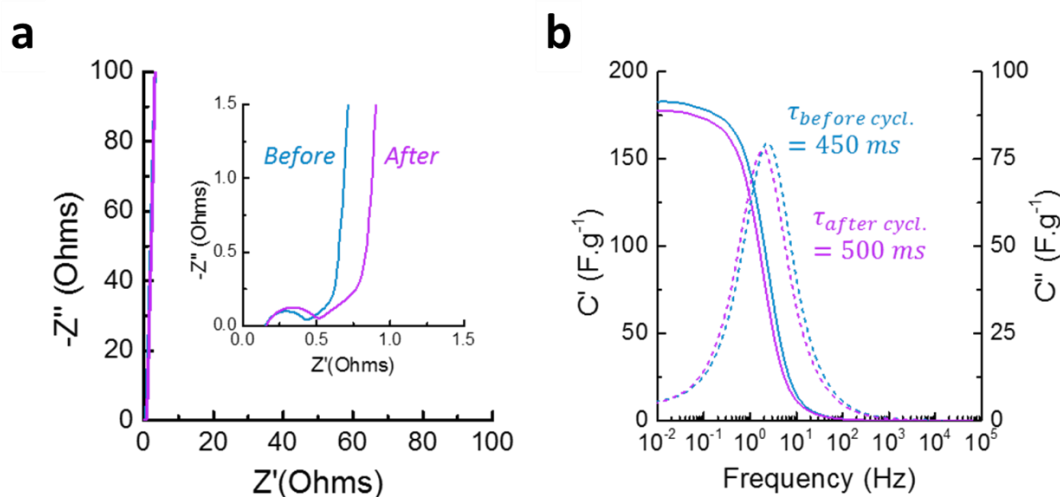 a
100
80
60
40
20
0
-Z" (Ohms)
0 20 40 60 80 100
Z'(Ohms)
1.5
1.0
0.5
0.0
-Z" (Ohms)
Before After
0.0 0.5 1.0 1.5
Z'(Ohms)
b
200
150
100
50
0
C' (F.g⁻¹)
τbefore cycl.
= 450 ms
τafter cycl.
= 500 ms
100
75
50
25
0
C" (F.g⁻¹)
10⁻² 10⁻¹ 10⁰ 10¹ 10² 10³ 10⁴ 10⁵
Frequency (Hz)